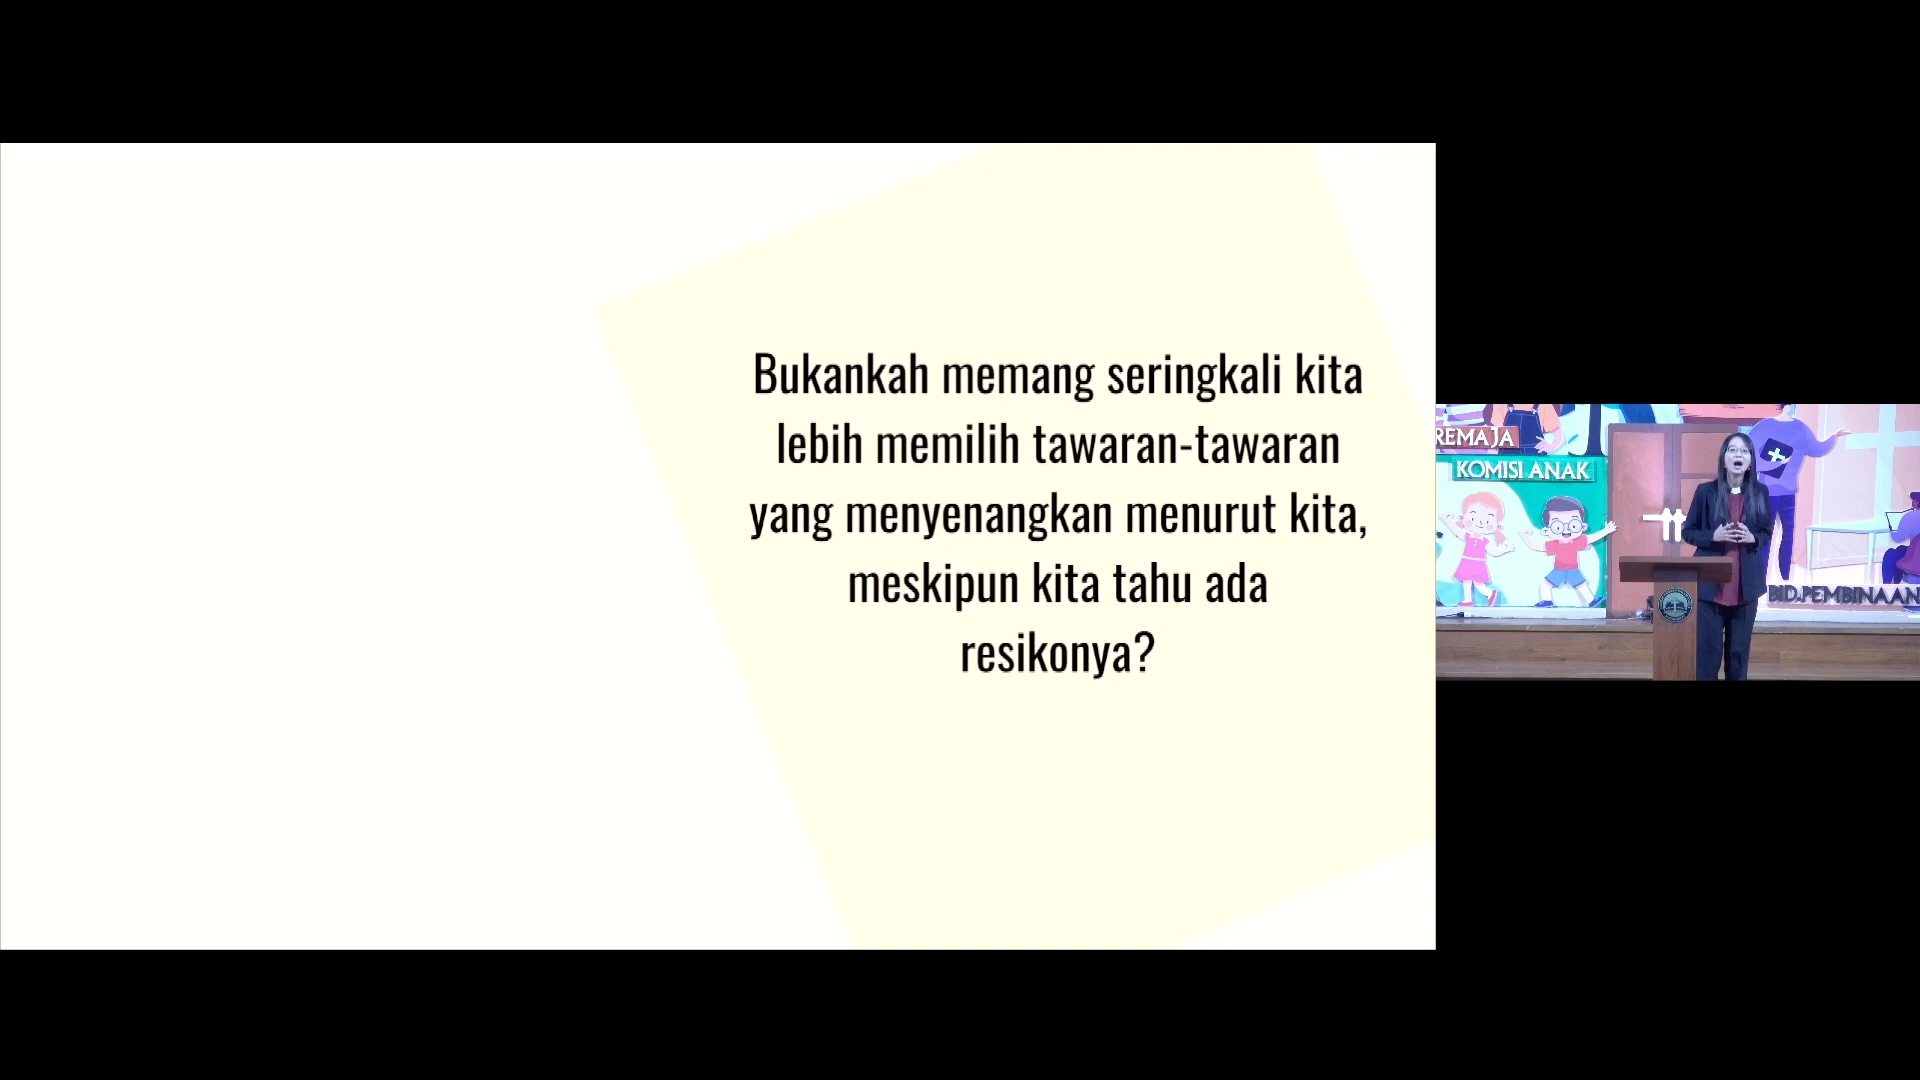 Bukankah memang seringkali kita
lebih memilih tawaran-tawaran
yang menyenangkan menurut kita,
meskipun kita tahu ada
resikonya?
REMAJA
KOMISI ANAK
BID.PEMBINAAN